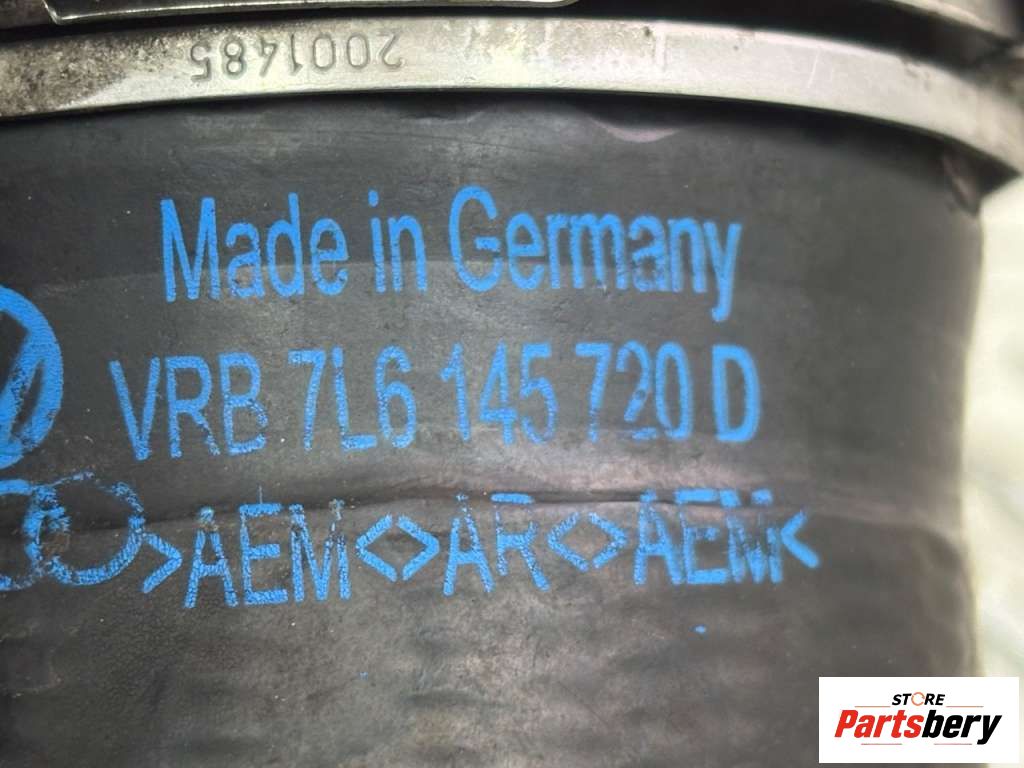 2001485
Made in Germany
VRB 7L6 145 720 D
>AEM<>AR<>AEM<
STORE
Partsbery